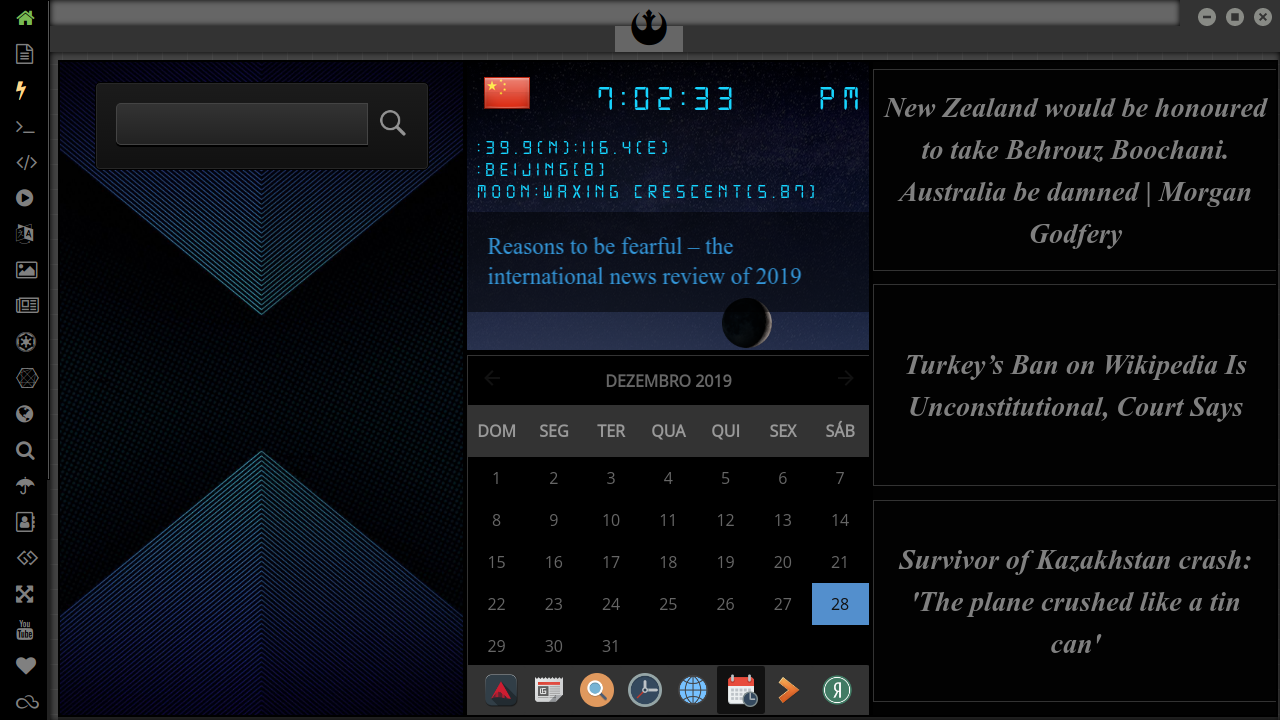 7:02:33 PM
:39.9(N):116.4(E)
:BEIJING(8)
MOON:WAXING CRESCENT(5.87)
Reasons to be fearful – the
international news review of 2019
DEZEMBRO 2019
DOM SEG TER QUA QUI SEX SÁB
1 2 3 4 5 6 7
8 9 10 11 12 13 14
15 16 17 18 19 20 21
22 23 24 25 26 27 28
29 30 31
New Zealand would be honoured
to take Behrouz Boochani.
Australia be damned | Morgan
Godfery
Turkey’s Ban on Wikipedia Is
Unconstitutional, Court Says
Survivor of Kazakhstan crash:
'The plane crushed like a tin
can'
You
Tube
Я